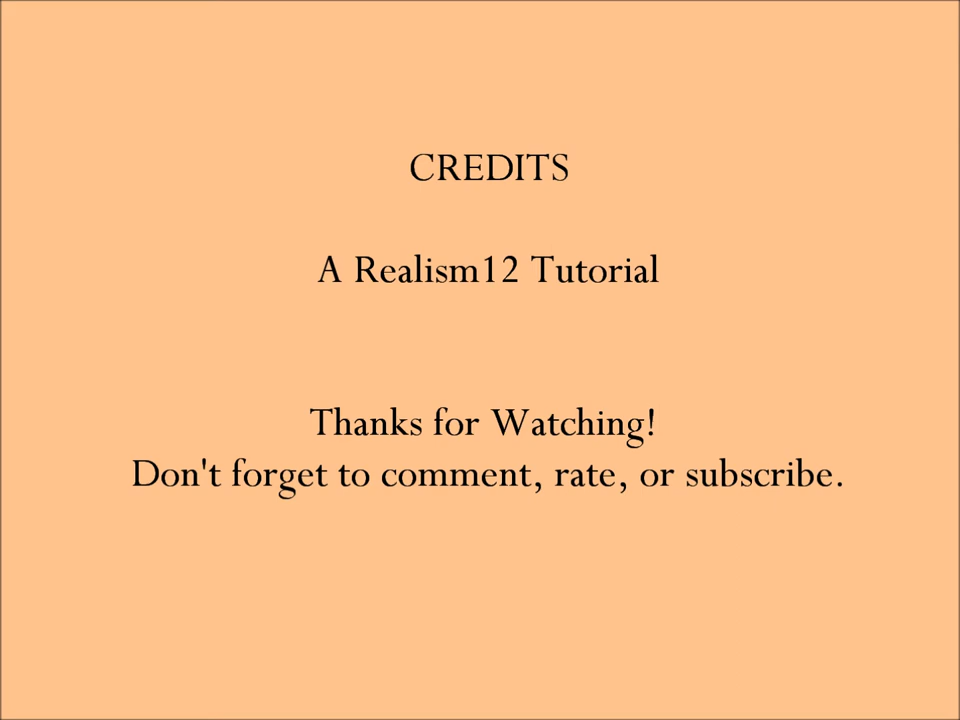 CREDITS
A Realism12 Tutorial
Thanks for Watching!
Don't forget to comment, rate, or subscribe.